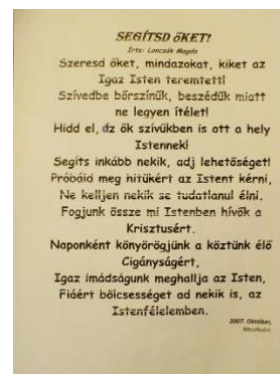 SEGÍTSD ŐKET!
Írta: Lonczák Magda
Szeresd őket, mindazokat, kiket az
Igaz Isten teremtett!
Szívedbe bőrszínük, beszédük miatt
ne legyen ítélet!
Hidd el, az ők szívükben is ott a hely
Istennek!
Segíts inkább nekik, adj lehetőséget!
Próbáld meg hitükért az Istent kérni,
Ne kelljen nekik se tudatlanul élni.
Fogjunk össze mi Istenben hívők a
Krisztusért.
Naponként könyörögjünk a köztünk élő
Cigányságért,
Igaz imádságunk meghallja az Isten,
Fiáért bölcsességet ad nekik is, az
Istenfélelemben.
2007. Október,